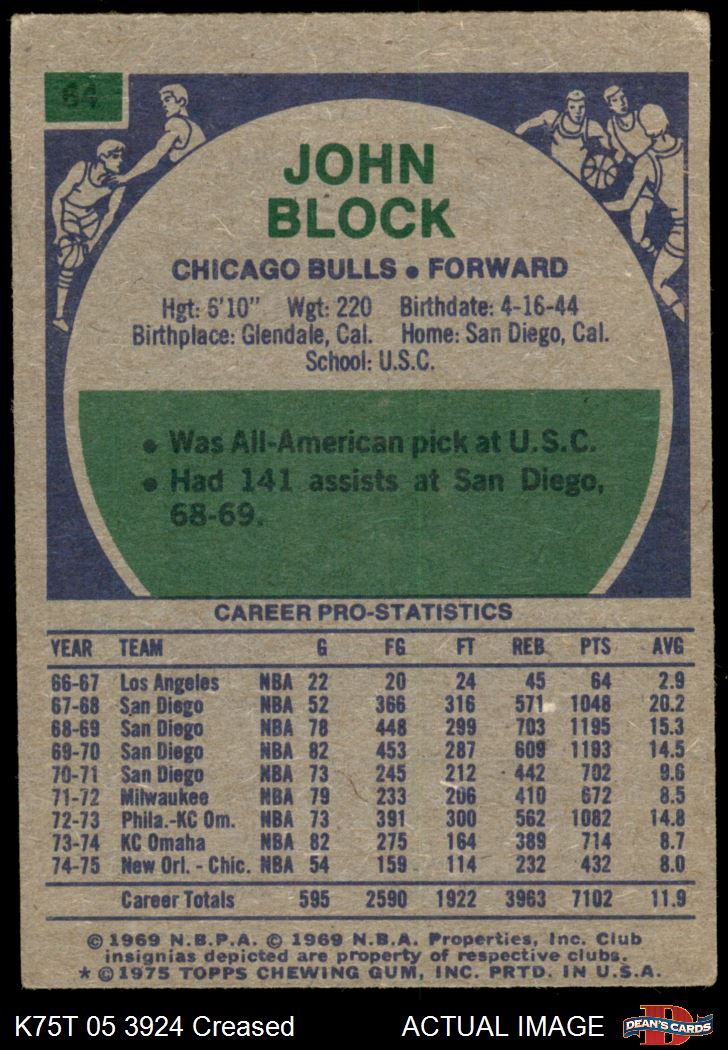 64
JOHN
BLOCK
CHICAGO BULLS • FORWARD
Hgt: 6'10" Wgt: 220 Birthdate: 4-16-44
Birthplace: Glendale, Cal. Home: San Diego, Cal.
School: U.S.C.
• Was All-American pick at U.S.C.
• Had 141 assists at San Diego,
68-69.
CAREER PRO-STATISTICS
YEAR TEAM G FG FT REB PTS AVG
66-67 Los Angeles NBA 22 20 24 45 64 2.9
67-68 San Diego NBA 52 366 316 571 1048 20.2
68-69 San Diego NBA 78 448 299 703 1195 15.3
69-70 San Diego NBA 82 453 287 609 1193 14.5
70-71 San Diego NBA 73 245 212 442 702 9.6
71-72 Milwaukee NBA 79 233 206 410 672 8.5
72-73 Phila.-KC Om. NBA 73 391 300 562 1082 14.8
73-74 KC Omaha NBA 82 275 164 389 714 8.7
74-75 New Orl. - Chic. NBA 54 159 114 232 432 8.0
Career Totals 595 2590 1922 3963 7102 11.9
© 1969 N.B.P.A. © 1969 N.B.A. Properties, Inc. Club
insignias depicted are property of respective clubs.
* © 1975 TOPPS CHEWING GUM, INC. PRTD. IN U.S.A.
K75T 05 3924 Creased ACTUAL IMAGE
D
DEAN'S CARDS